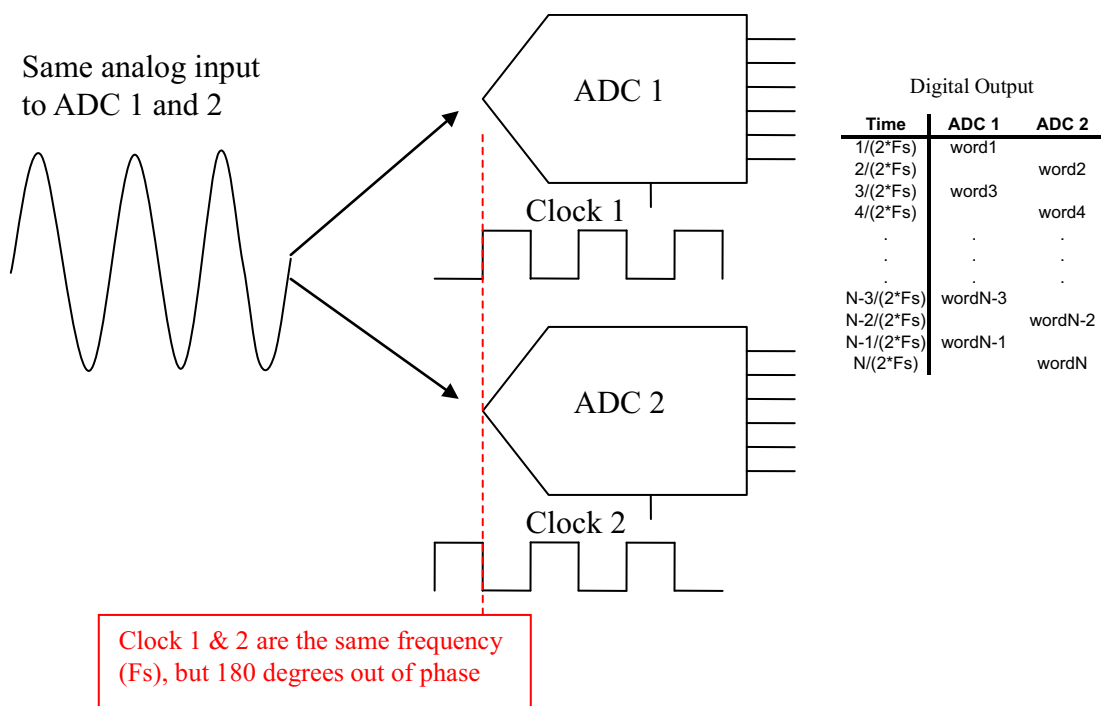 Same analog input
to ADC 1 and 2
ADC 1
Clock 1
ADC 2
Clock 2
Clock 1 & 2 are the same frequency
(Fs), but 180 degrees out of phase
Digital Output
Time ADC 1 ADC 2
1/(2*Fs) word1
2/(2*Fs) word2
3/(2*Fs) word3
4/(2*Fs) word4
. . .
. . .
. . .
N-3/(2*Fs) wordN-3
N-2/(2*Fs) wordN-2
N-1/(2*Fs) wordN-1
N/(2*Fs) wordN